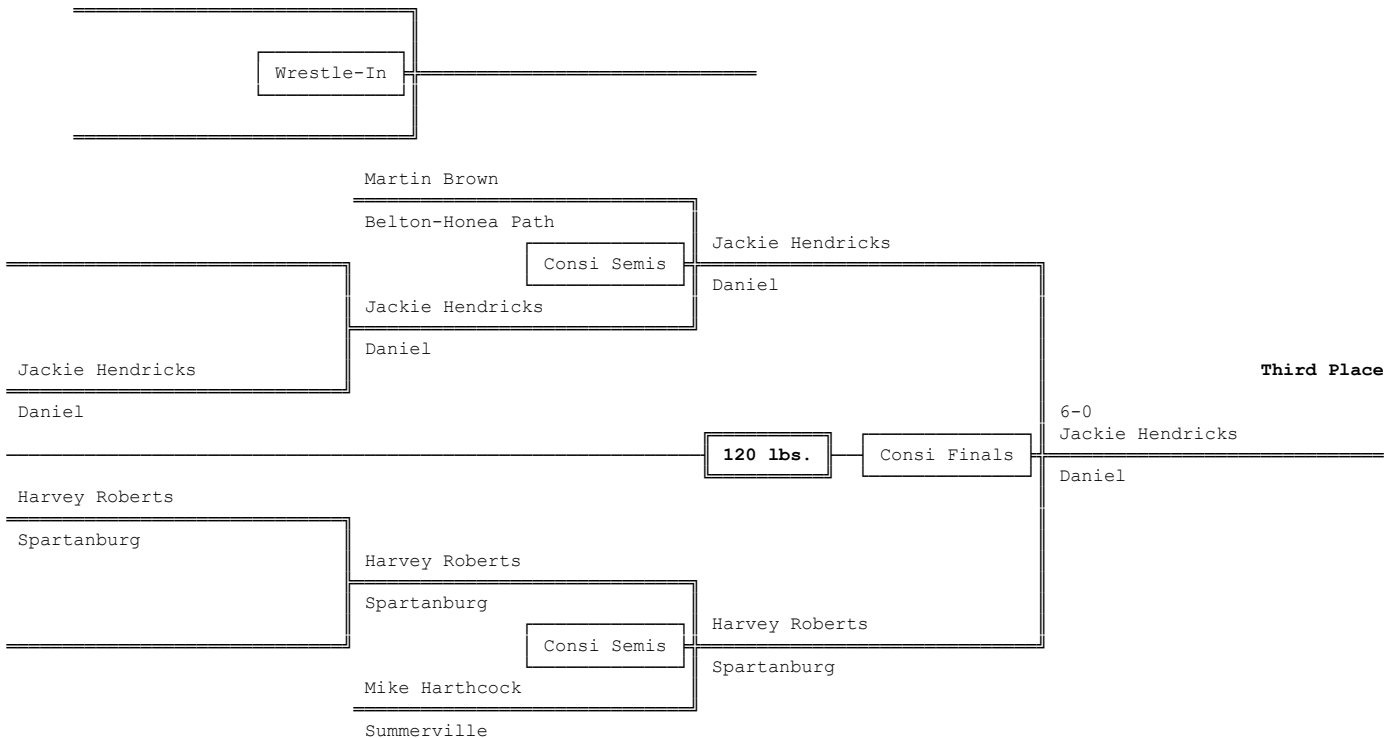 Wrestle-In
Martin Brown
Belton-Honea Path
Jackie Hendricks
Consi Semis
Daniel
Jackie Hendricks
Daniel
Jackie Hendricks
Third Place
Daniel
6-0
Jackie Hendricks
120 lbs.
Consi Finals
Daniel
Harvey Roberts
Spartanburg
Harvey Roberts
Spartanburg
Harvey Roberts
Consi Semis
Spartanburg
Mike Harthcock
Summerville